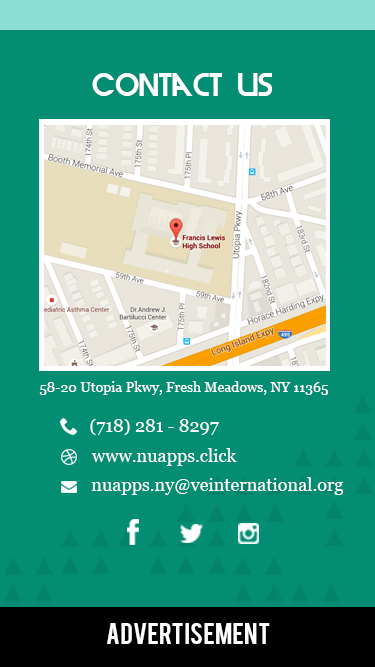 CONTACT US
174th St
175th St
175th Pl
Booth Memorial Ave
58th Ave
Utopia Pkwy
Francis Lewis
High School
183rd St
182nd St
59th Ave
59th Ave
ediatric Asthma Center
Dr.Andrew J.
Bartilucci Center
Horace Harding Expy
174th St
175th Pl
Long Island Expy
495
58-20 Utopia Pkwy, Fresh Meadows, NY 11365
(718) 281 - 8297
www.nuapps.click
nuapps.ny@veinternational.org
ADVERTISEMENT